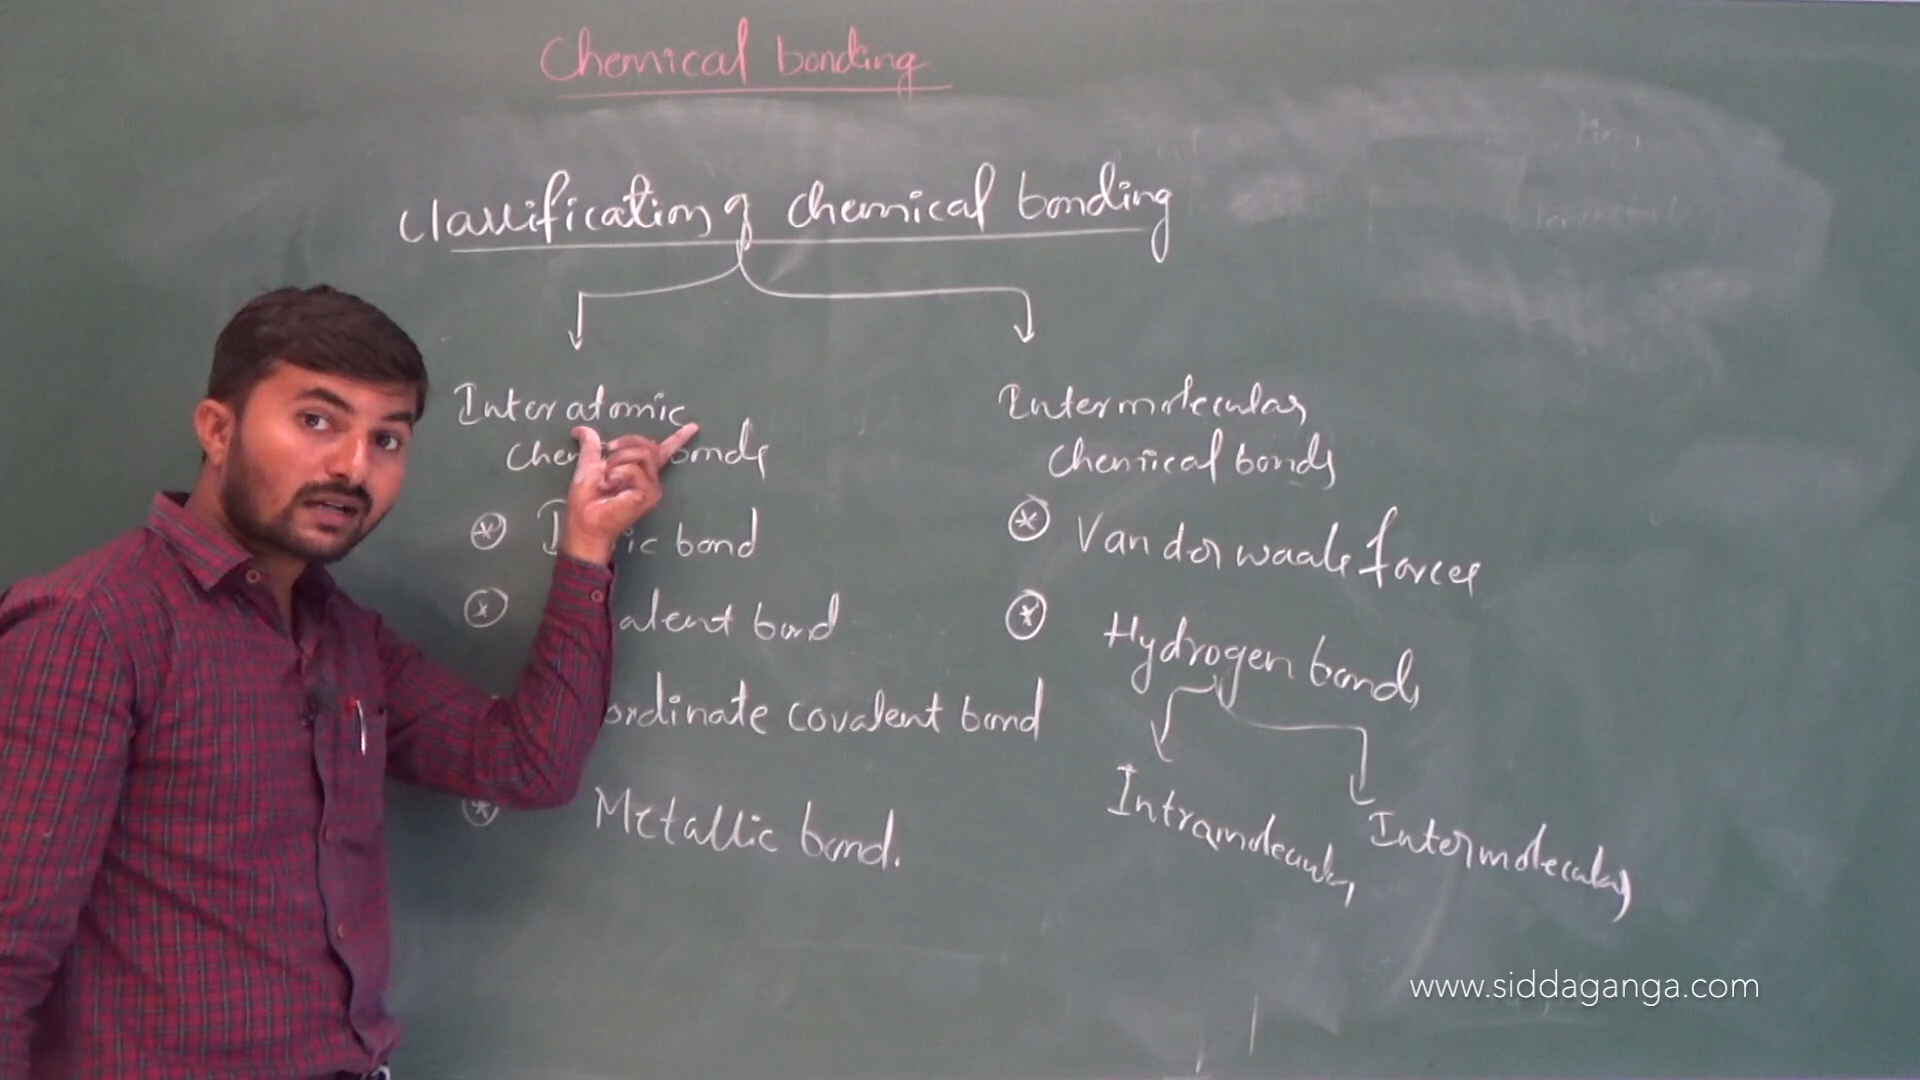 Chemical bonding
Classification of chemical bonding
Interatomic
bonds
bond
alent bond
ordinate covalent bond
Metallic bond.
Intermolecular
chemical bonds
Van der waals forces
Hydrogen bonds
Intramolecular
Intermolecular
www.siddaganga.com